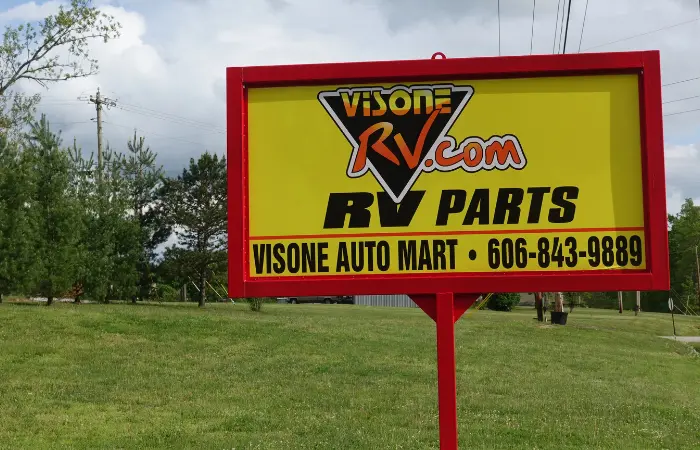 VISONE
RV.com
RV PARTS
VISONE AUTO MART • 606-843-9889